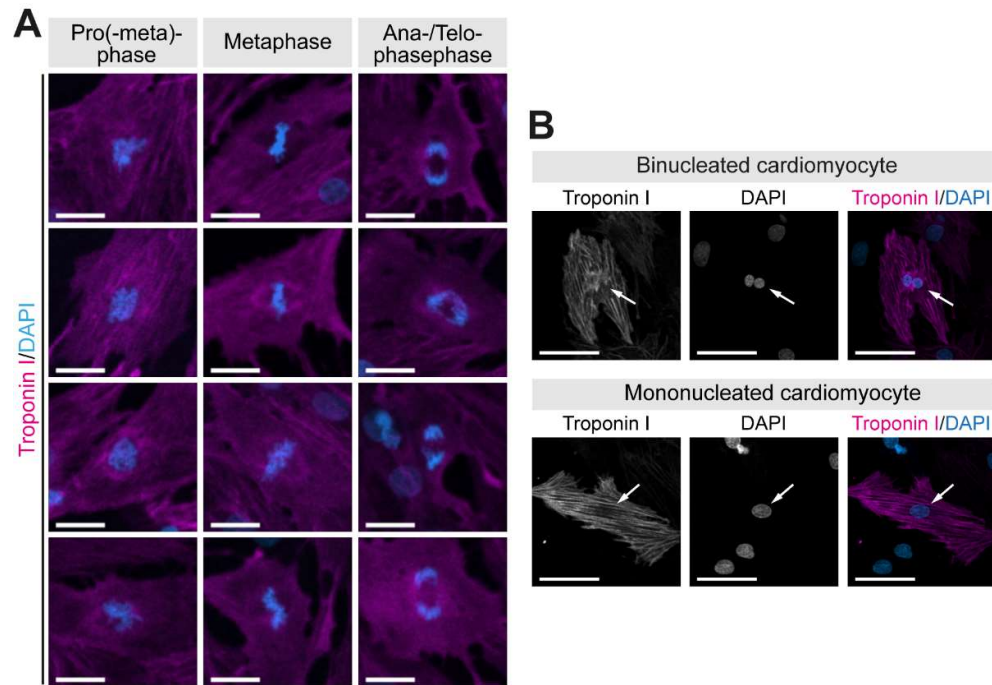 A
Pro(-meta)-
phase
Metaphase
Ana-/Telo-
phasephase
Troponin I/DAPI
B
Binucleated cardiomyocyte
Troponin I
DAPI
Troponin I/DAPI
Mononucleated cardiomyocyte
Troponin I
DAPI
Troponin I/DAPI